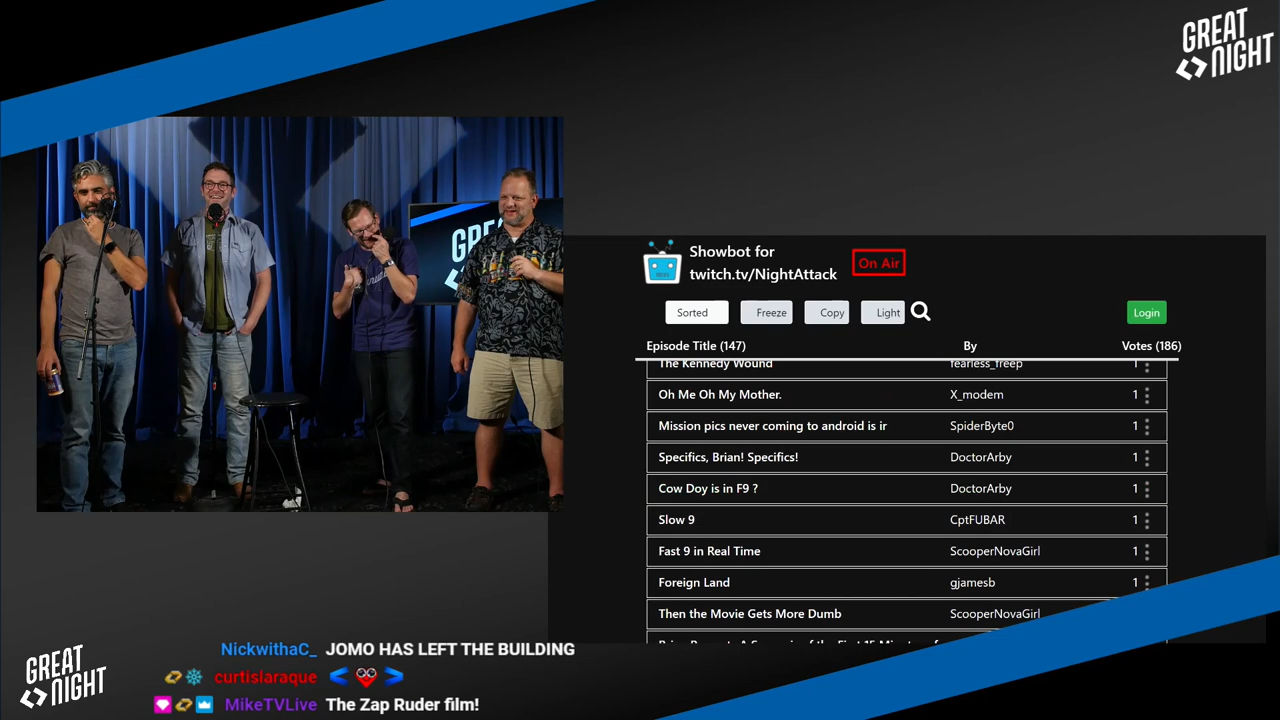 GREAT
NIGHT
Showbot for
twitch.tv/NightAttack
On Air
Sorted
Freeze
Copy
Light
Login
Episode Title (147)
By
Votes (186)
The Kennedy Wound
fearless_freep
1
Oh Me Oh My Mother.
X_modem
1
Mission pics never coming to android is ir
SpiderByte0
1
Specifics, Brian! Specifics!
DoctorArby
1
Cow Doy is in F9 ?
DoctorArby
1
Slow 9
CptFUBAR
1
Fast 9 in Real Time
ScooperNovaGirl
1
Foreign Land
gjamesb
1
Then the Movie Gets More Dumb
ScooperNovaGirl
GREAT
NIGHT
NickwithaC_ JOMO HAS LEFT THE BUILDING
curtislaraque
MikeTVLive The Zap Ruder film!